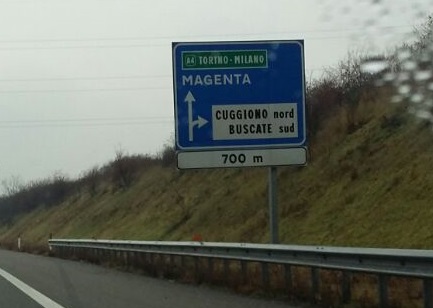 A4 TORINO-MILANO
MAGENTA
CUGGIONO nord
BUSCATE sud
700 m